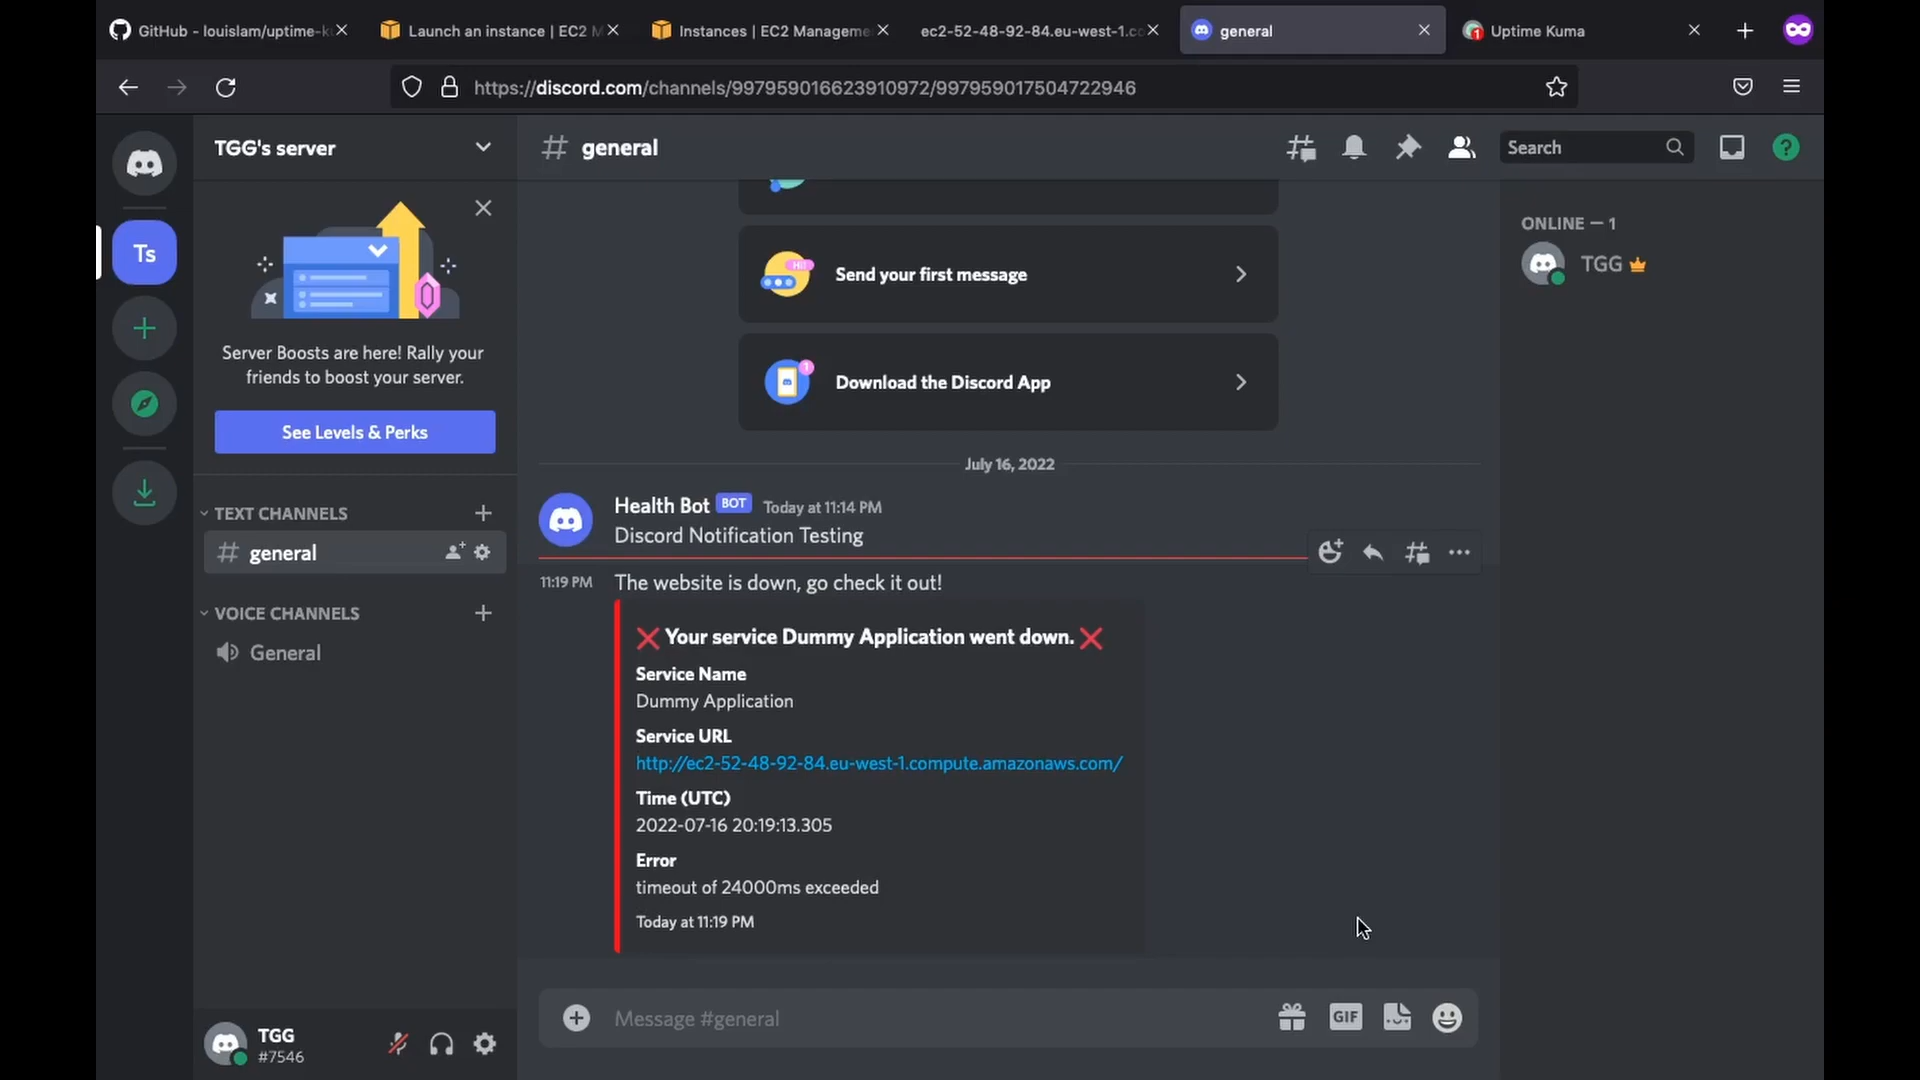 GitHub - louislam/uptime-k
Launch an instance | EC2 M
Instances | EC2 Manageme
ec2-52-48-92-84.eu-west-1.co
general
1
Uptime Kuma
https://discord.com/channels/997959016623910972/997959017504722946
TGG's server
# general
Search
?
Ts
Server Boosts are here! Rally your
friends to boost your server.
See Levels & Perks
TEXT CHANNELS
# general
VOICE CHANNELS
General
TGG
#7546
Hi!
Send your first message
1
Download the Discord App
July 16, 2022
Health Bot BOT Today at 11:14 PM
Discord Notification Testing
11:19 PM The website is down, go check it out!
❌ Your service Dummy Application went down. ❌
Service Name
Dummy Application
Service URL
http://ec2-52-48-92-84.eu-west-1.compute.amazonaws.com/
Time (UTC)
2022-07-16 20:19:13.305
Error
timeout of 24000ms exceeded
Today at 11:19 PM
Message #general
GIF
ONLINE — 1
TGG